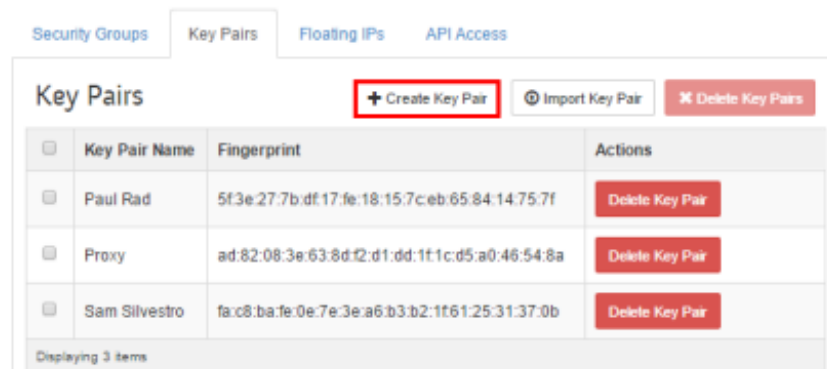 Security Groups Key Pairs Floating IPs API Access
Key Pairs + Create Key Pair Import Key Pair ✖ Delete Key Pairs
Key Pair Name Fingerprint Actions
Paul Rad 5f:3e:27:7b:df:17:fe:18:15:7c:eb:65:84:14:75:7f Delete Key Pair
Proxy ad:82:08:3e:63:8d:f2:d1:dd:1f:1c:d5:a0:46:54:8a Delete Key Pair
Sam Silvestro fa:c8:ba:fe:0e:7e:3e:a6:b3:b2:1f:61:25:31:37:0b Delete Key Pair
Displaying 3 items